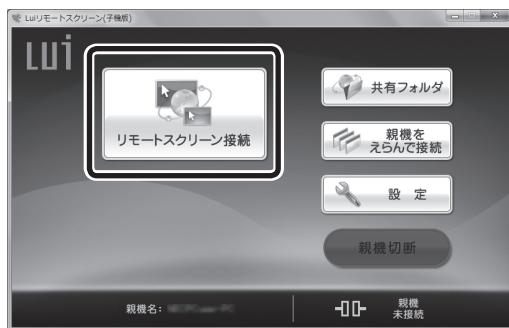 Luiリモートスクリーン(子機版)
LUI
リモートスクリーン接続
共有フォルダ
親機を
えらんで接続
設 定
親機切断
親機名:
親機
未接続